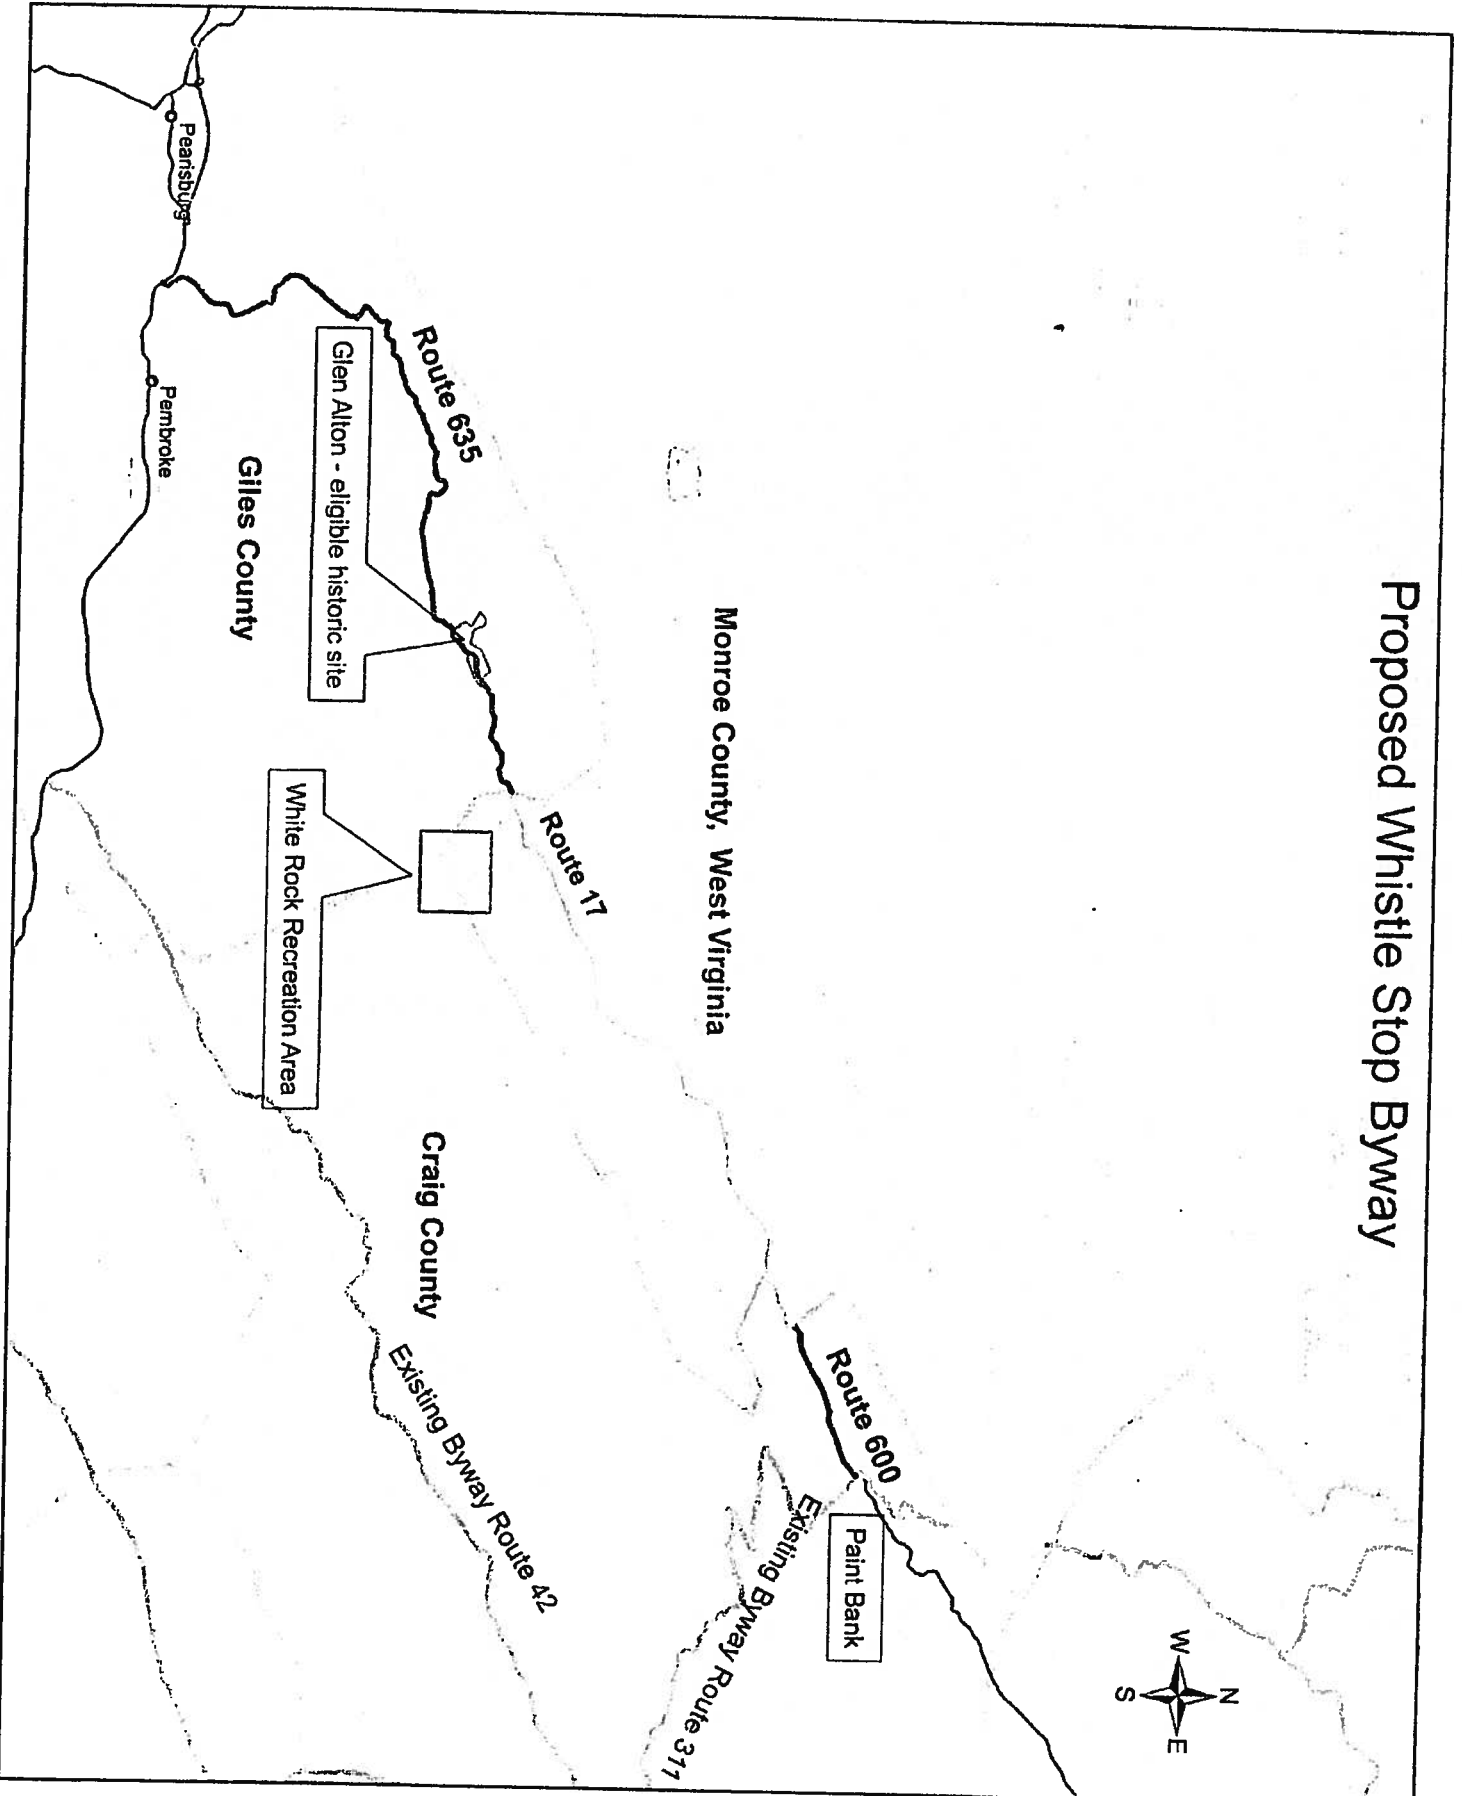 Proposed Whistle Stop Byway
N
W
E
S
Monroe County, West Virginia
Route 600
Paint Bank
Existing Byway Route 311
Route 17
Route 635
Glen Alton - eligible historic site
White Rock Recreation Area
Craig County
Existing Byway Route 42
Giles County
Pearisburg
Pembroke